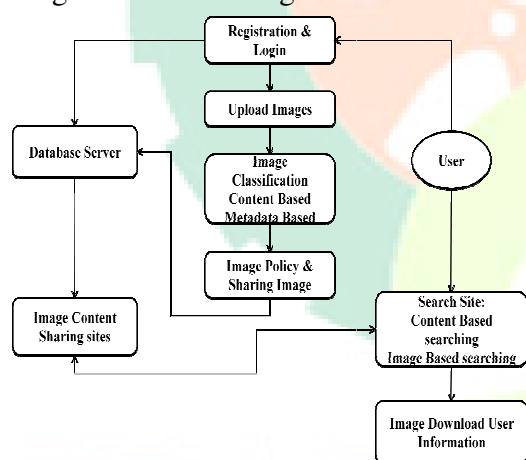 Registration &
Login
Upload Images
Database Server
Image
Classification
Content Based
Metadata Based
User
Image Policy &
Sharing Image
Image Content
Sharing sites
Search Site:
Content Based
searching
Image Based searching
Image Download User
Information